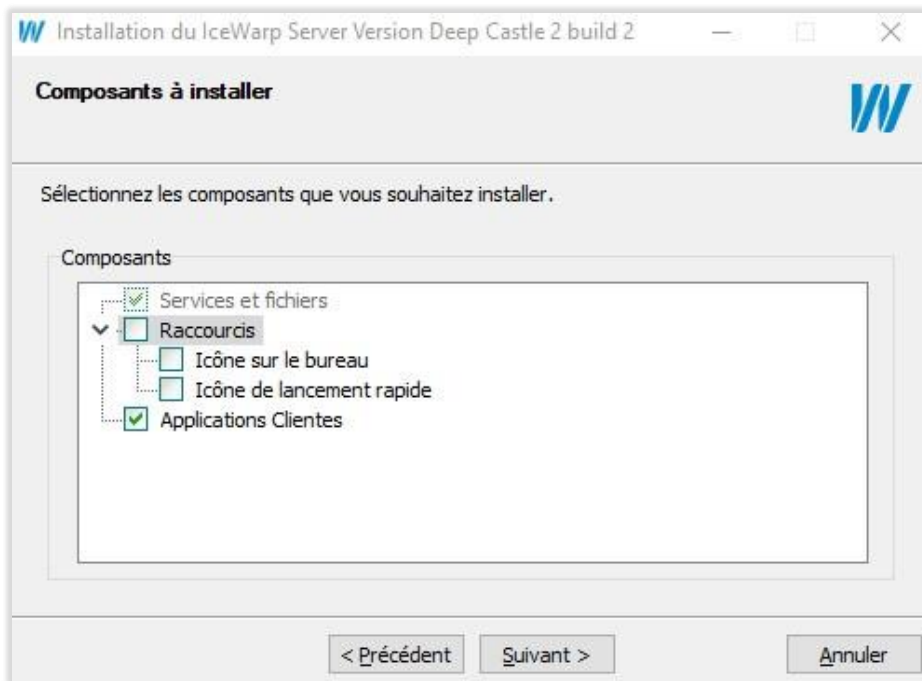 Installation du IceWarp Server Version Deep Castle 2 build 2
Composants à installer
Sélectionnez les composants que vous souhaitez installer.
Composants
Services et fichiers
Raccourcis
Icône sur le bureau
Icône de lancement rapide
Applications Clientes
< Précédent
Suivant >
Annuler